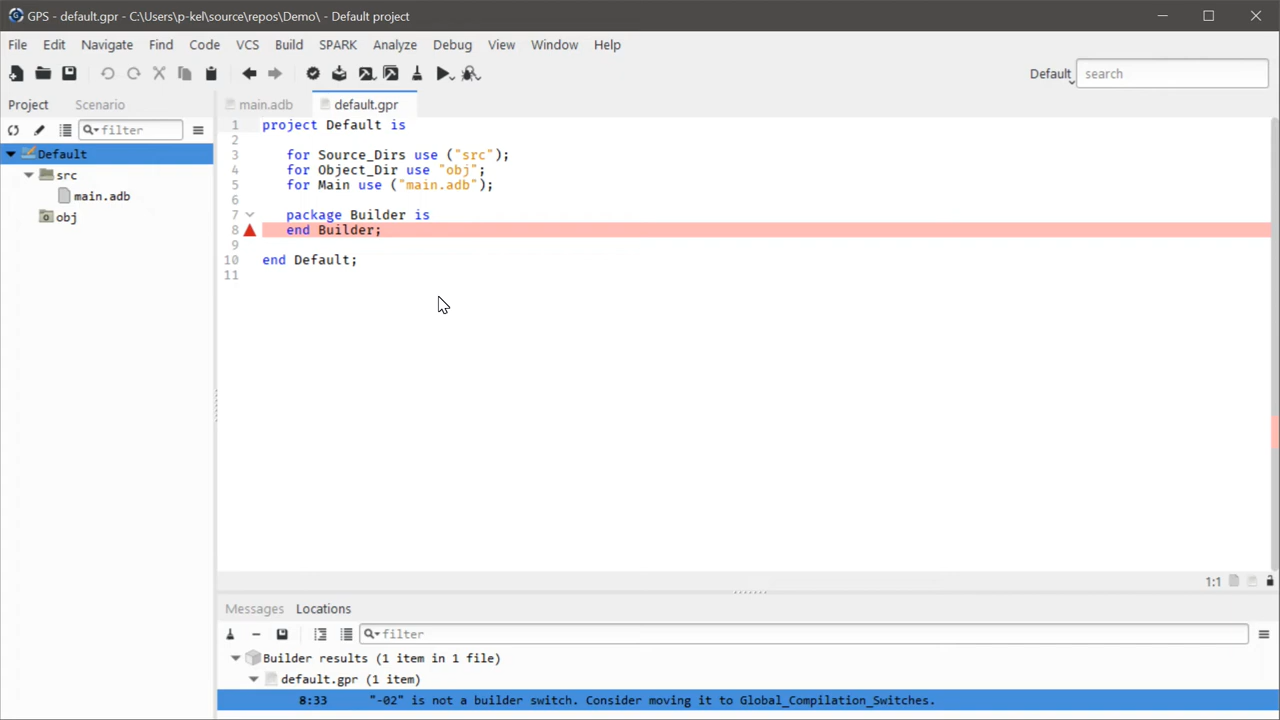 GPS - default.gpr - C:\Users\p-kel\source\repos\Demo\ - Default project
File Edit Navigate Find Code VCS Build SPARK Analyze Debug View Window Help
Default search
Project Scenario main.adb default.gpr
filter
Default
src
main.adb
obj
1 project Default is
2
3 for Source_Dirs use ("src");
4 for Object_Dir use "obj";
5 for Main use ("main.adb");
6
7 package Builder is
8 end Builder;
9
10 end Default;
11
1:1
Messages Locations
filter
Builder results (1 item in 1 file)
default.gpr (1 item)
8:33 "-02" is not a builder switch. Consider moving it to Global_Compilation_Switches.